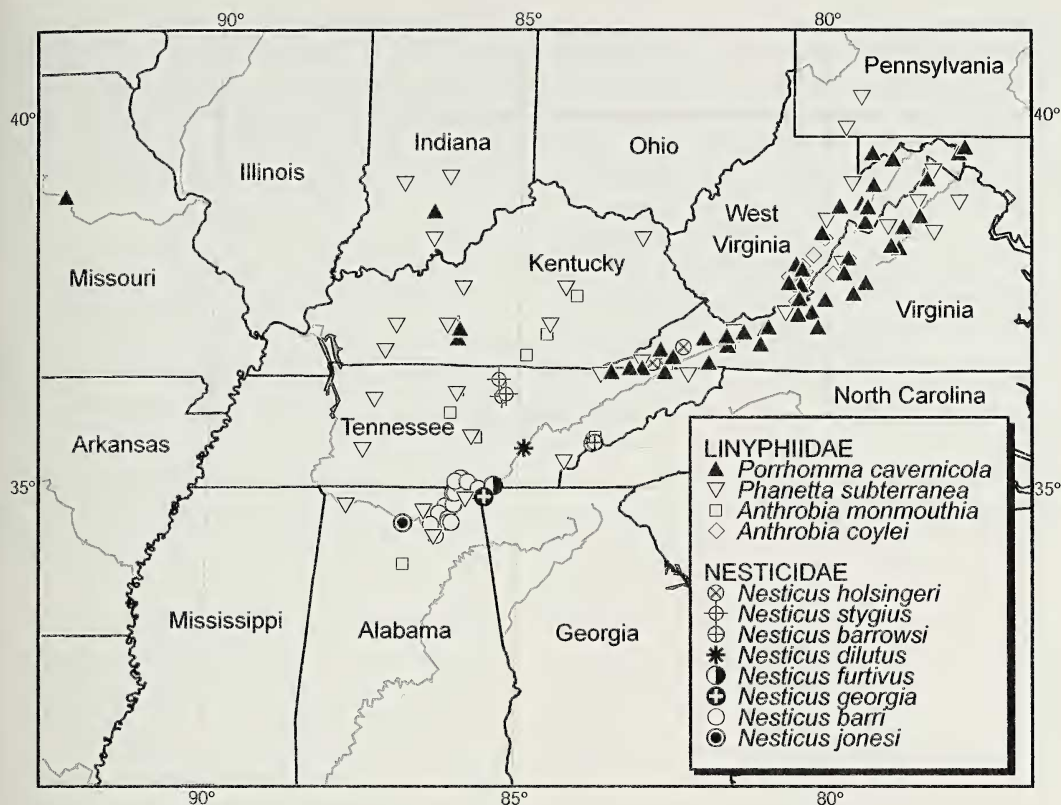 90° 85° 80°
Pennsylvania
40° 40°
Indiana
Ohio
Illinois
West
Virginia
Kentucky
Missouri
Virginia
North Carolina
Tennessee
Arkansas
35° 35°
Mississippi
Alabama
Georgia
LINYPHIIDAE
Porrhomma cavernicola
Phanetta subterranea
Anthrobia monmouthia
Anthrobia coylei
NESTICIDAE
Nesticus holsingeri
Nesticus stygius
Nesticus barrowsi
Nesticus dilutus
Nesticus furtivus
Nesticus georgia
Nesticus barri
Nesticus jonesi
90° 85° 80°